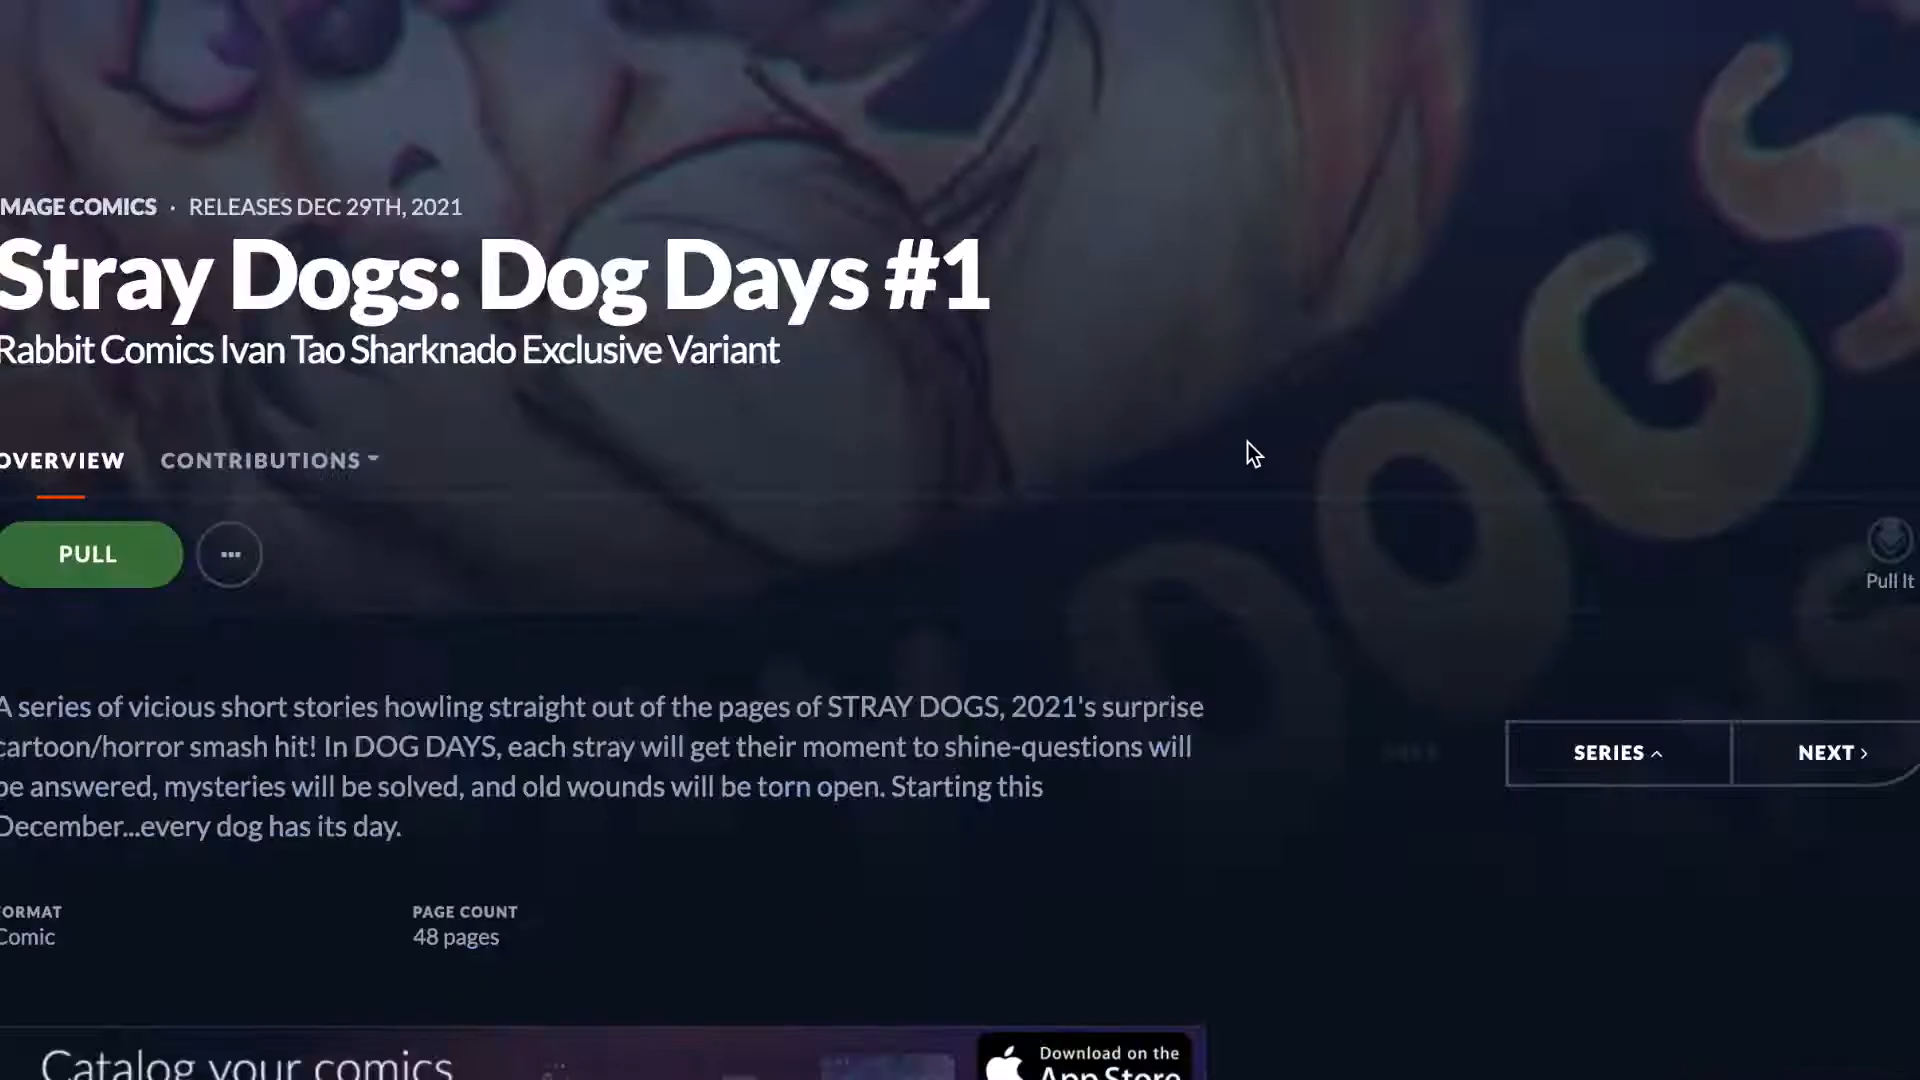 MAGE COMICS · RELEASES DEC 29TH, 2021
Stray Dogs: Dog Days #1
Rabbit Comics Ivan Tao Sharknado Exclusive Variant
OVERVIEW CONTRIBUTIONS
PULL ...
Pull It
A series of vicious short stories howling straight out of the pages of STRAY DOGS, 2021's surprise
cartoon/horror smash hit! In DOG DAYS, each stray will get their moment to shine-questions will
be answered, mysteries will be solved, and old wounds will be torn open. Starting this
December...every dog has its day.
SERIES NEXT >
ORMAT PAGE COUNT
Comic 48 pages
Catalog your comics
Download on the
App Store
DOGS